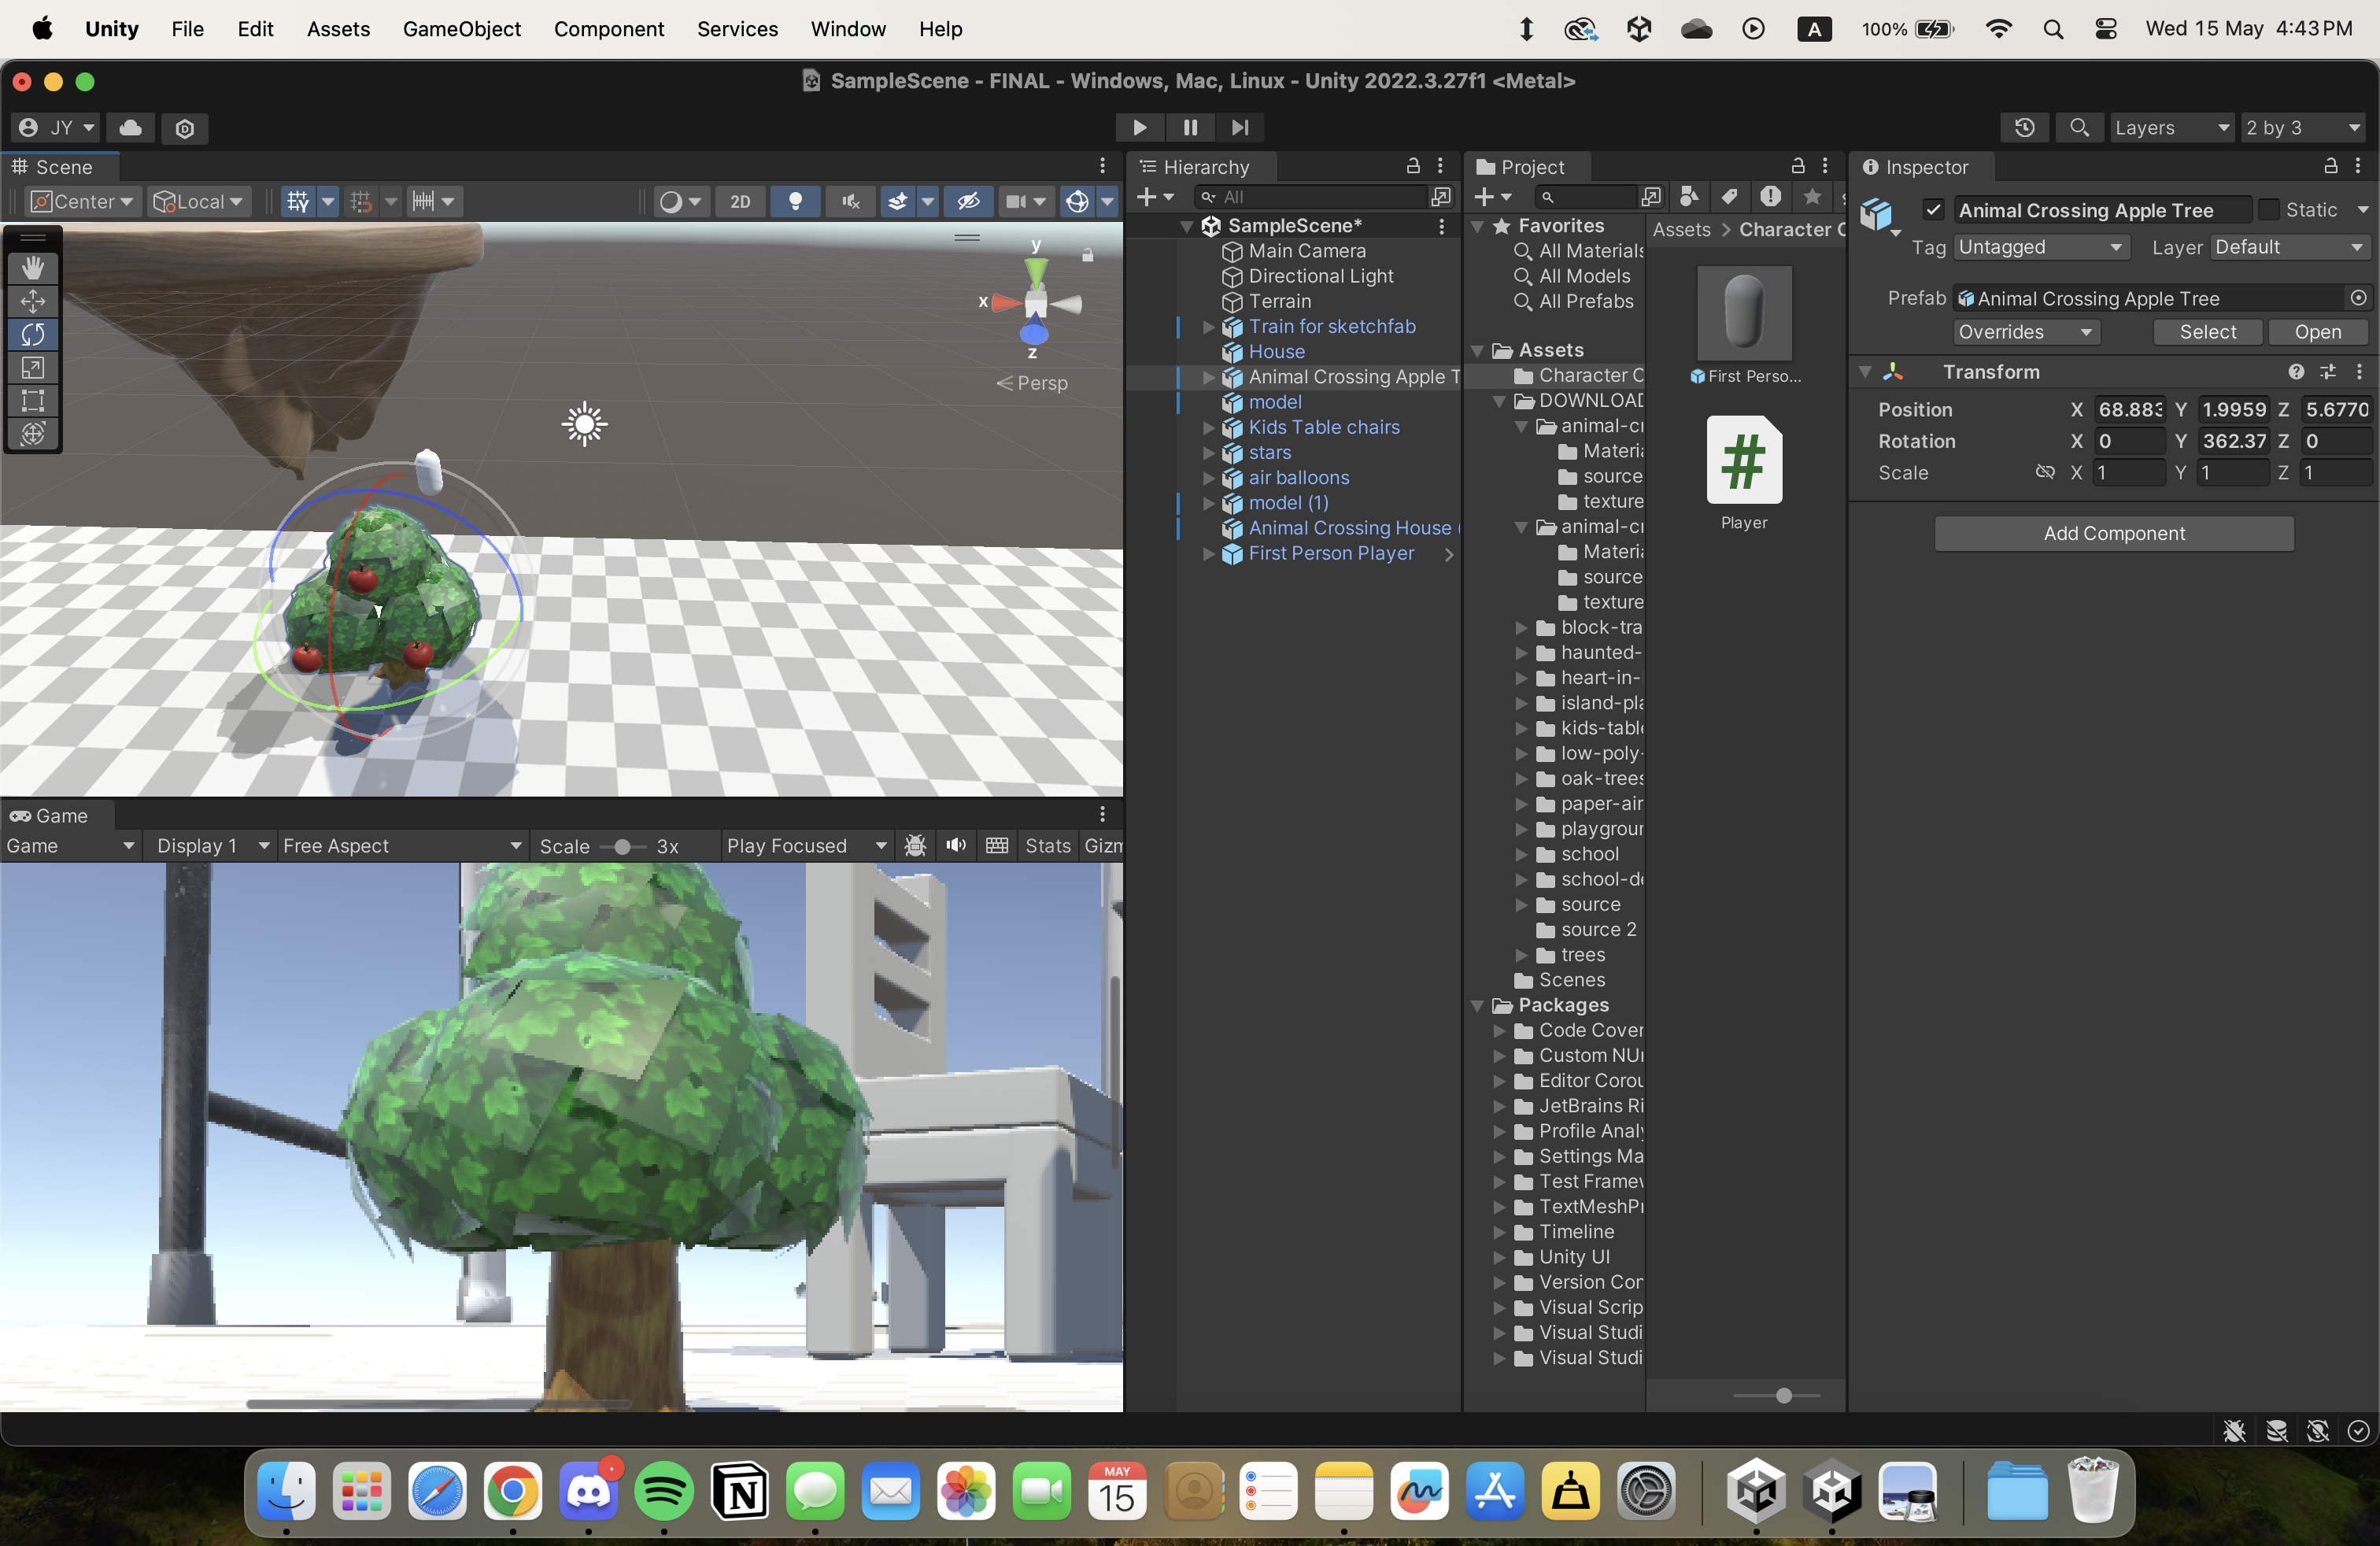 Unity File Edit Assets GameObject Component Services Window Help A 100% Wed 15 May 4:43 PM
SampleScene - FINAL - Windows, Mac, Linux - Unity 2022.3.27f1 <Metal>
JY Layers 2 by 3
Scene
Center Local 2D
y
x
z
Persp
Game
Game Display 1 Free Aspect Scale 3x Play Focused Stats Gizm
Hierarchy
All
SampleScene*
Main Camera
Directional Light
Terrain
Train for sketchfab
House
Animal Crossing Apple T
model
Kids Table chairs
stars
air balloons
model (1)
Animal Crossing House (
First Person Player
Project
Favorites
All Materials
All Models
All Prefabs
Assets
Character C
DOWNLOAD
animal-cr
Materi
source
texture
animal-cr
Materi
source
texture
block-tra
haunted-
heart-in-
island-pla
kids-table
low-poly-
oak-trees
paper-air
playgroun
school
school-de
source
source 2
trees
Scenes
Packages
Code Cover
Custom NUn
Editor Corou
JetBrains Ri
Profile Analy
Settings Ma
Test Framew
TextMeshPr
Timeline
Unity UI
Version Con
Visual Scrip
Visual Studi
Visual Studi
Assets > Character C
First Perso...
#
Player
Inspector
Animal Crossing Apple Tree Static
Tag Untagged Layer Default
Prefab Animal Crossing Apple Tree
Overrides Select Open
Transform
Position X 68.883 Y 1.9959 Z 5.6770
Rotation X 0 Y 362.37 Z 0
Scale X 1 Y 1 Z 1
Add Component
MAY
15